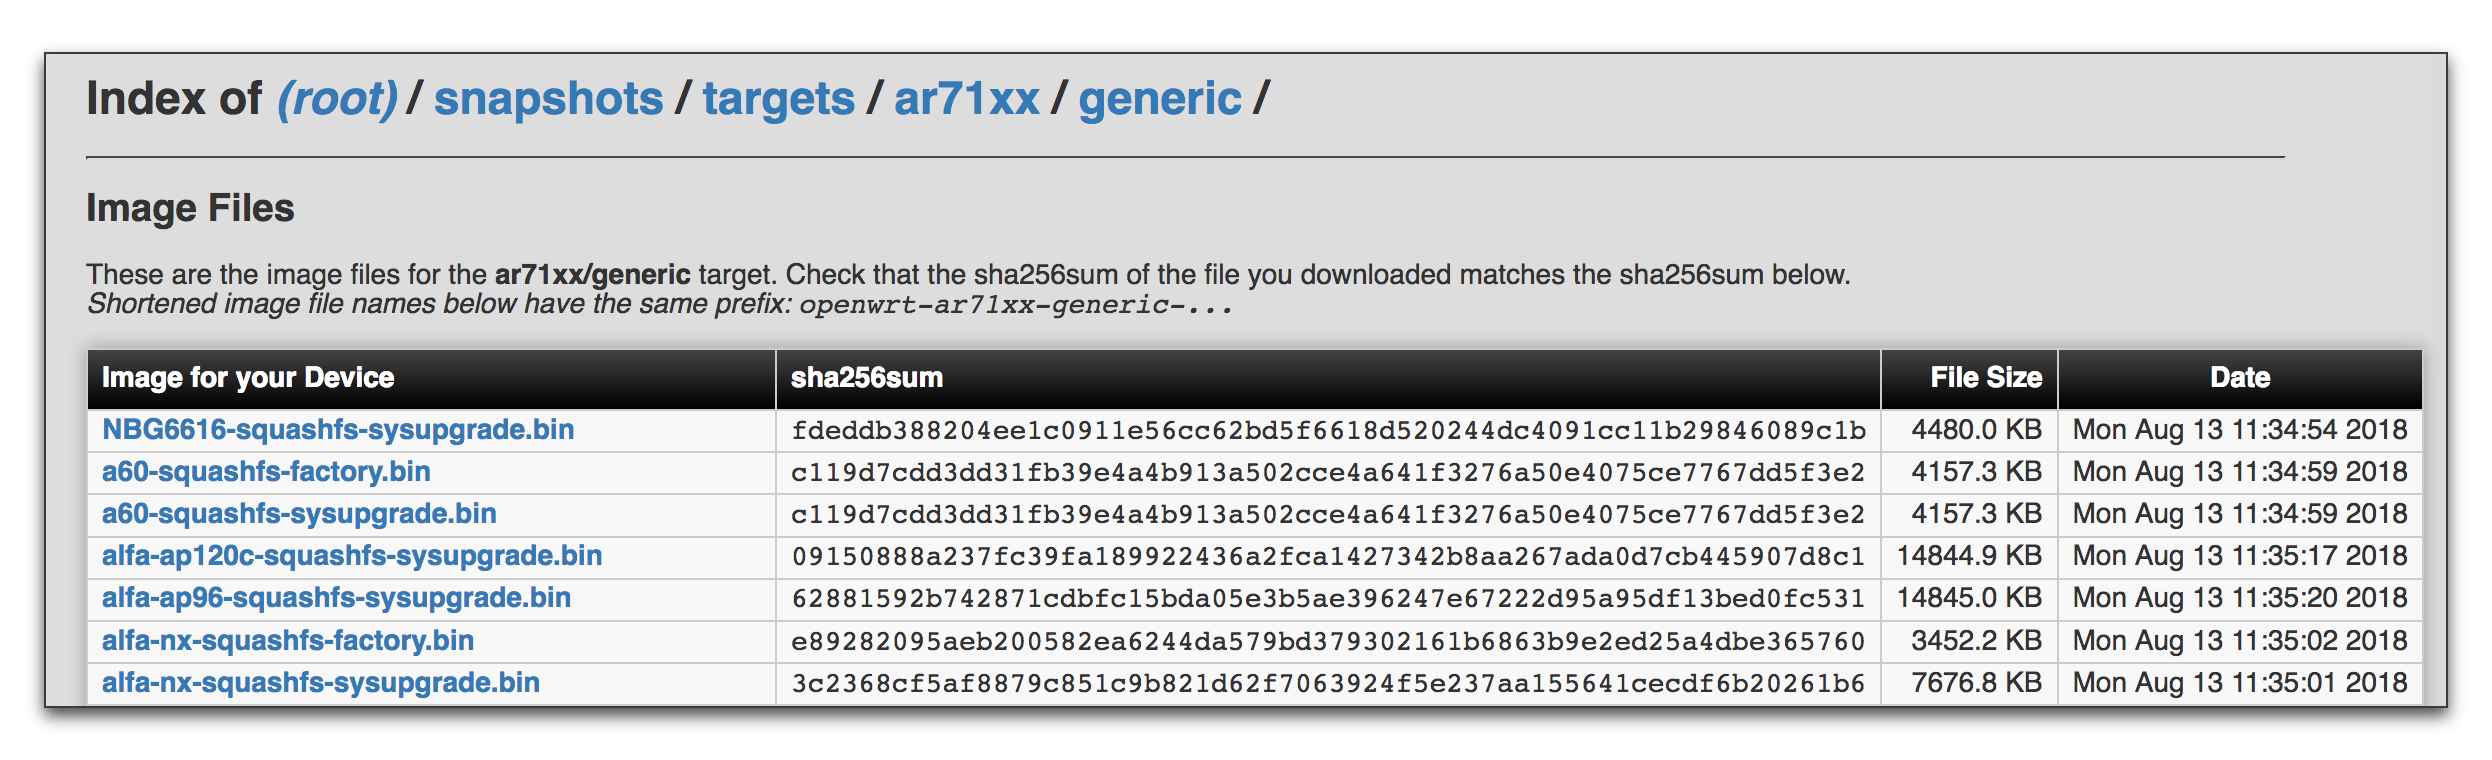 Index of (root) / snapshots / targets / ar71xx / generic /
Image Files
These are the image files for the ar71xx/generic target. Check that the sha256sum of the file you downloaded matches the sha256sum below.
Shortened image file names below have the same prefix: openwrt-ar71xx-generic-...
Image for your Device sha256sum File Size Date
NBG6616-squashfs-sysupgrade.bin fdeddb388204ee1c0911e56cc62bd5f6618d520244dc4091cc11b29846089c1b 4480.0 KB Mon Aug 13 11:34:54 2018
a60-squashfs-factory.bin c119d7cdd3dd31fb39e4a4b913a502cce4a641f3276a50e4075ce7767dd5f3e2 4157.3 KB Mon Aug 13 11:34:59 2018
a60-squashfs-sysupgrade.bin c119d7cdd3dd31fb39e4a4b913a502cce4a641f3276a50e4075ce7767dd5f3e2 4157.3 KB Mon Aug 13 11:34:59 2018
alfa-ap120c-squashfs-sysupgrade.bin 09150888a237fc39fa189922436a2fca1427342b8aa267ada0d7cb445907d8c1 14844.9 KB Mon Aug 13 11:35:17 2018
alfa-ap96-squashfs-sysupgrade.bin 62881592b742871cdbfc15bda05e3b5ae396247e67222d95a95df13bed0fc531 14845.0 KB Mon Aug 13 11:35:20 2018
alfa-nx-squashfs-factory.bin e89282095aeb200582ea6244da579bd379302161b6863b9e2ed25a4dbe365760 3452.2 KB Mon Aug 13 11:35:02 2018
alfa-nx-squashfs-sysupgrade.bin 3c2368cf5af8879c851c9b821d62f7063924f5e237aa155641cecdf6b20261b6 7676.8 KB Mon Aug 13 11:35:01 2018